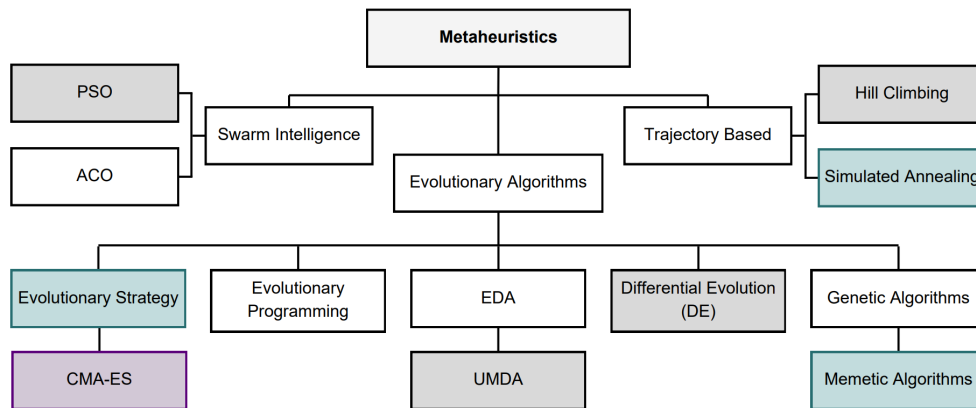 Metaheuristics
PSO
Hill Climbing
Swarm Intelligence
Trajectory Based
ACO
Evolutionary Algorithms
Simulated Annealing
Evolutionary Strategy
Evolutionary
Programming
EDA
Differential Evolution
(DE)
Genetic Algorithms
CMA-ES
UMDA
Memetic Algorithms